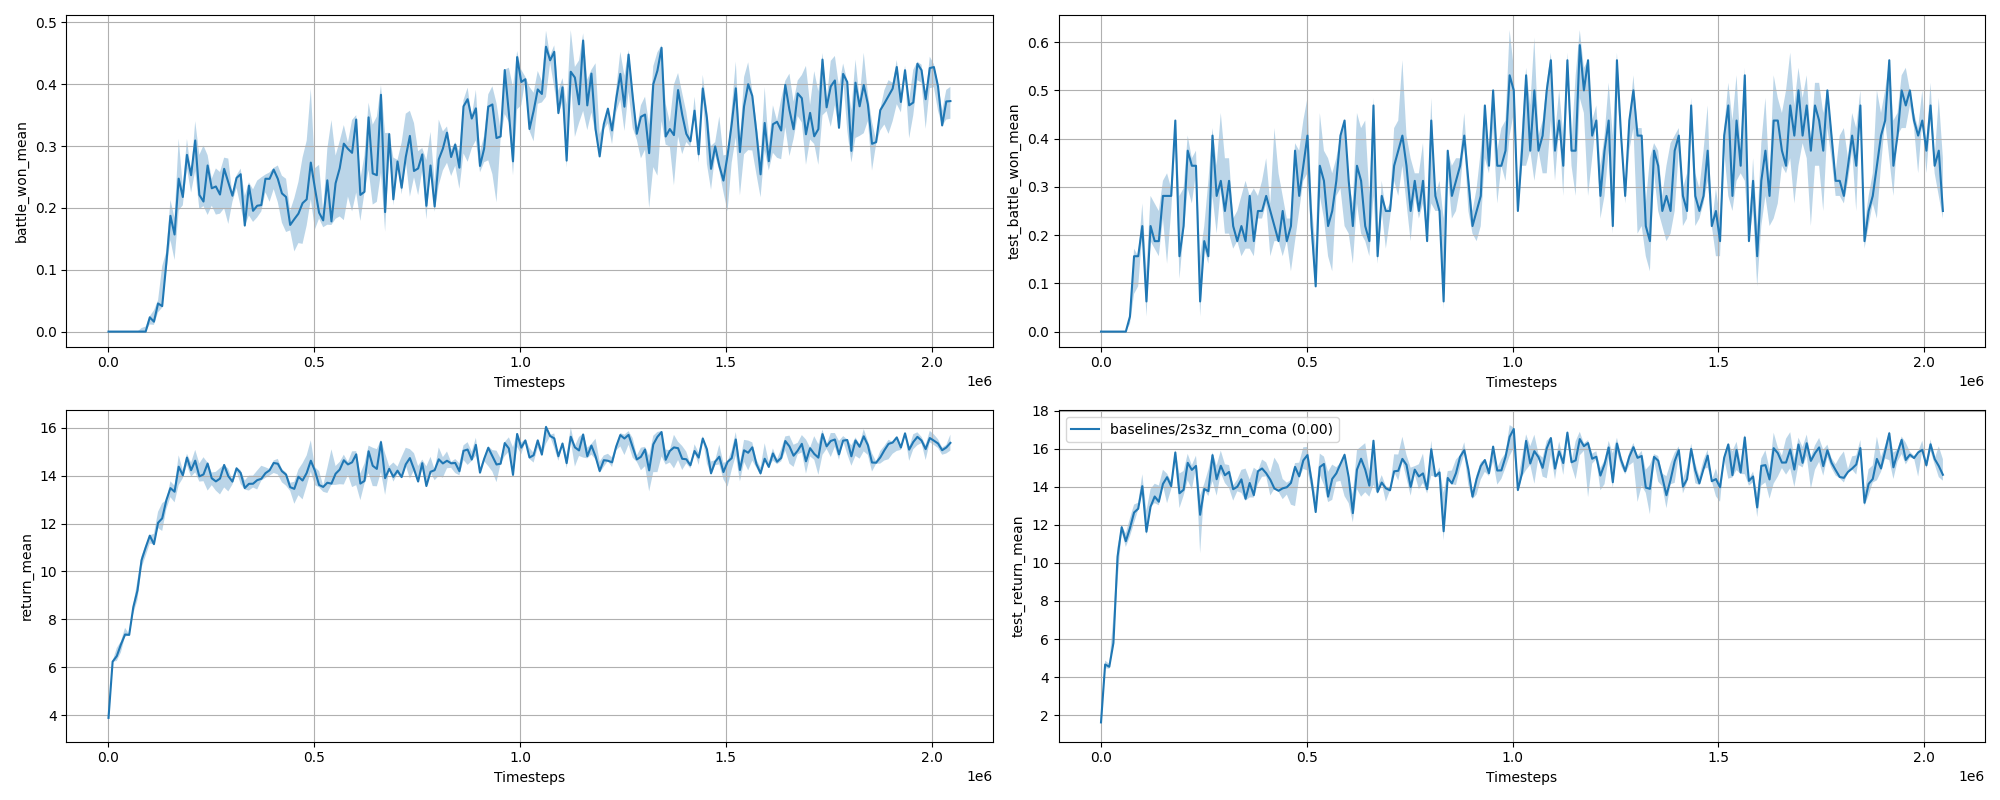 battle_won_mean
0.5
0.4
0.3
0.2
0.1
0.0
0.0 0.5 1.0 1.5 2.0
Timesteps
1e6
test_battle_won_mean
0.6
0.5
0.4
0.3
0.2
0.1
0.0
0.0 0.5 1.0 1.5 2.0
Timesteps
1e6
return_mean
16
14
12
10
8
6
4
0.0 0.5 1.0 1.5 2.0
Timesteps
1e6
test_return_mean
18
16
14
12
10
8
6
4
2
baselines/2s3z_rnn_coma (0.00)
0.0 0.5 1.0 1.5 2.0
Timesteps
1e6